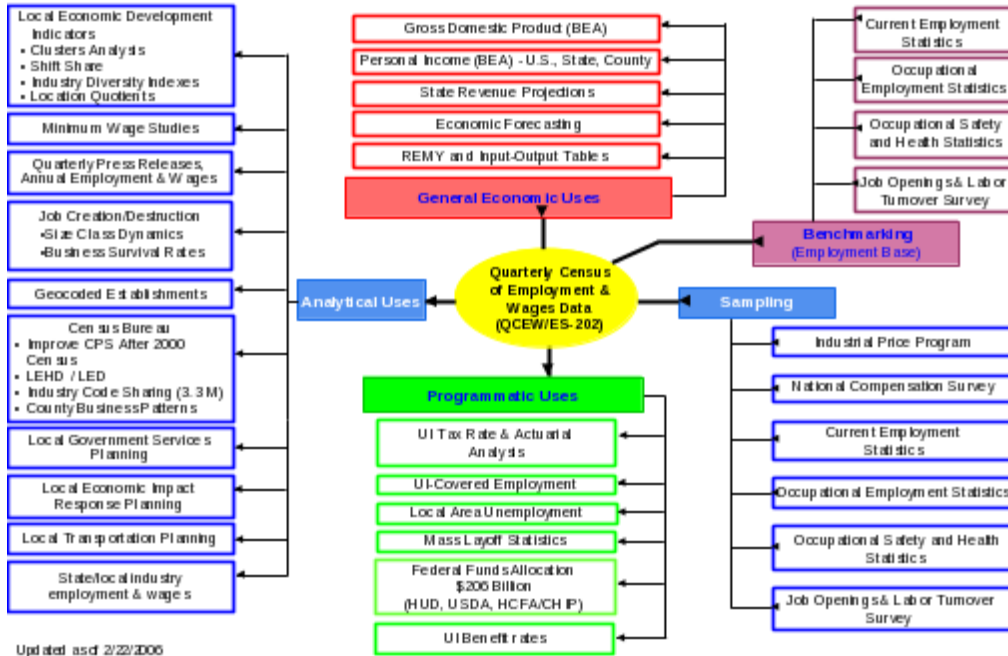 Local Economic Development
Indicators
• Clusters Analysis
• Shift Share
• Industry Diversity Indexes
• Location Quotients
Minimum Wage Studies
Quarterly Press Releases,
Annual Employment & Wages
Job Creation/Destruction
•Size Class Dynamics
•Business Survival Rates
Geocoded Establishments
Census Bureau
• Improve CPS After 2000
Census
• LEHD / LED
• Industry Code Sharing (3.3M)
• County Business Patterns
Local Government Services
Planning
Local Economic Impact
Response Planning
Local Transportation Planning
State/local industry
employment & wages
Updated as of 2/22/2006
Analytical Uses
Gross Domestic Product (BEA)
Personal Income (BEA) - U.S., State, County
State Revenue Projections
Economic Forecasting
REMY and Input-Output Tables
General Economic Uses
Quarterly Census
of Employment &
Wages Data
(QCEW/ES-202)
Programmatic Uses
UI Tax Rate & Actuarial
Analysis
UI-Covered Employment
Local Area Unemployment
Mass Layoff Statistics
Federal Funds Allocation
$206 Billion
(HUD, USDA, HCFA/CHIP)
UI Benefit rates
Current Employment
Statistics
Occupational
Employment Statistics
Occupational Safety
and Health Statistics
Job Openings & Labor
Turnover Survey
Benchmarking
(Employment Base)
Sampling
Industrial Price Program
National Compensation Survey
Current Employment
Statistics
Occupational Employment Statistics
Occupational Safety and Health
Statistics
Job Openings & Labor Turnover
Survey